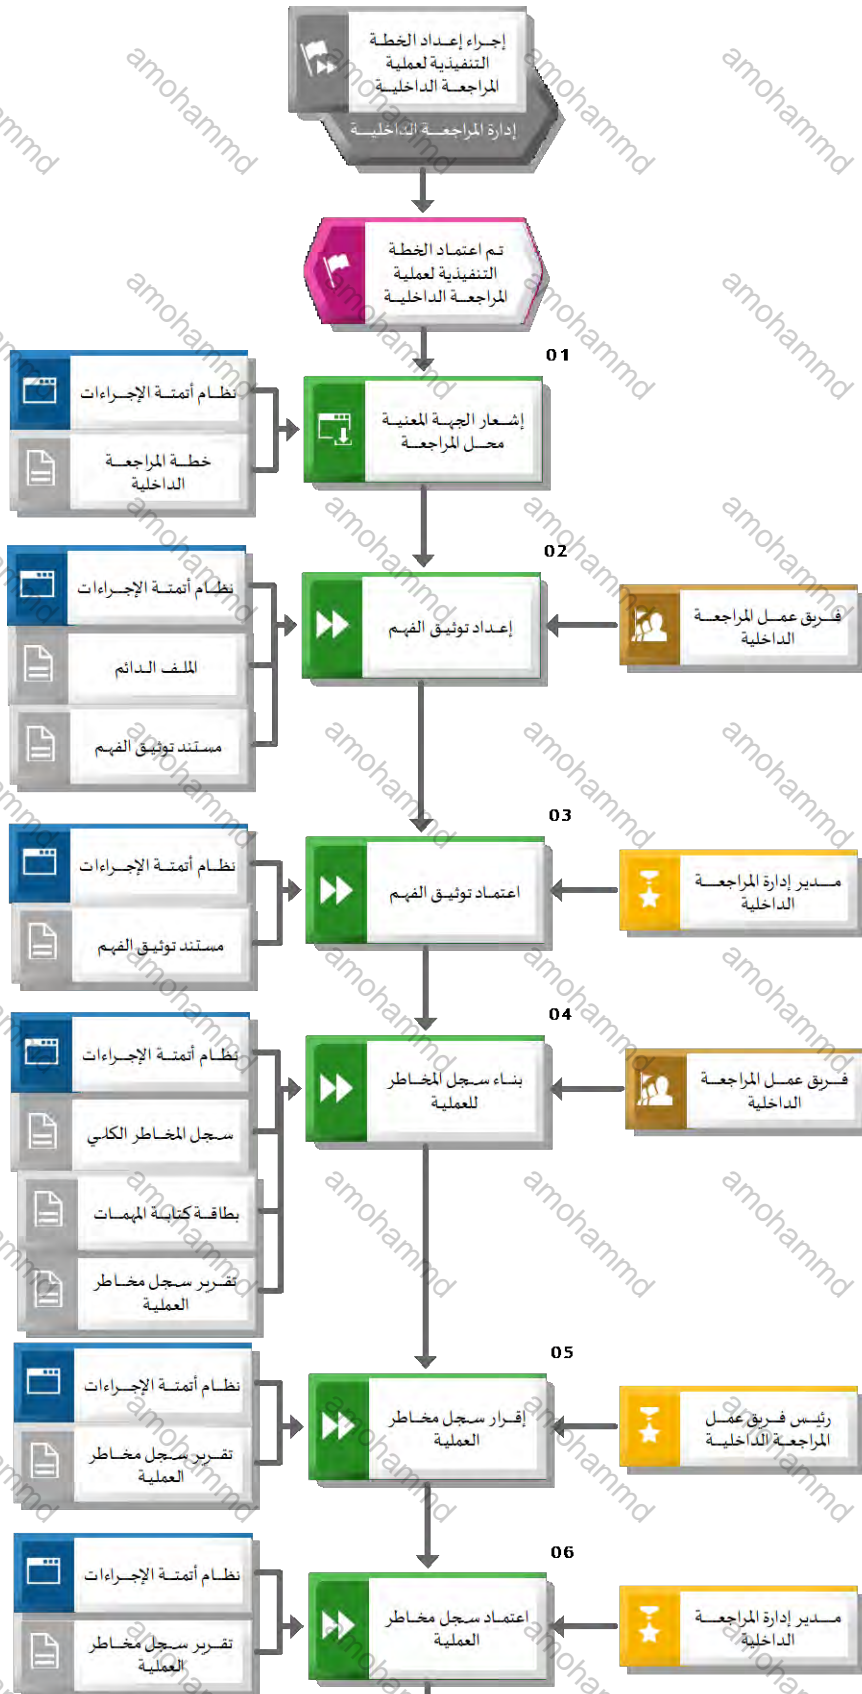 إجراء إعداد الخطة
التنفيذية لعملية
المراجعة الداخلية
إدارة المراجعة الداخلية
تم اعتماد الخطة
التنفيذية لعملية
المراجعة الداخلية
01
إشعار الجهة المعنية
محل المراجعة
نظام أتمتة الإجراءات
خطة المراجعة
الداخلية
02
فريق عمل المراجعة
الداخلية
إعداد توثيق الفهم
نظام أتمتة الإجراءات
الملف الدائم
مستند توثيق الفهم
03
مدير إدارة المراجعة
الداخلية
اعتماد توثيق الفهم
نظام أتمتة الإجراءات
مستند توثيق الفهم
04
فريق عمل المراجعة
الداخلية
بناء سجل المخاطر
للعملية
نظام أتمتة الإجراءات
سجل المخاطر الكلي
بطاقة كتابة المهمات
تقرير سجل مخاطر
العملية
05
رئيس فريق عمل
المراجعة الداخلية
إقرار سجل مخاطر
العملية
نظام أتمتة الإجراءات
تقرير سجل مخاطر
العملية
06
مدير إدارة المراجعة
الداخلية
اعتماد سجل مخاطر
العملية
نظام أتمتة الإجراءات
تقرير سجل مخاطر
العملية
amohammd